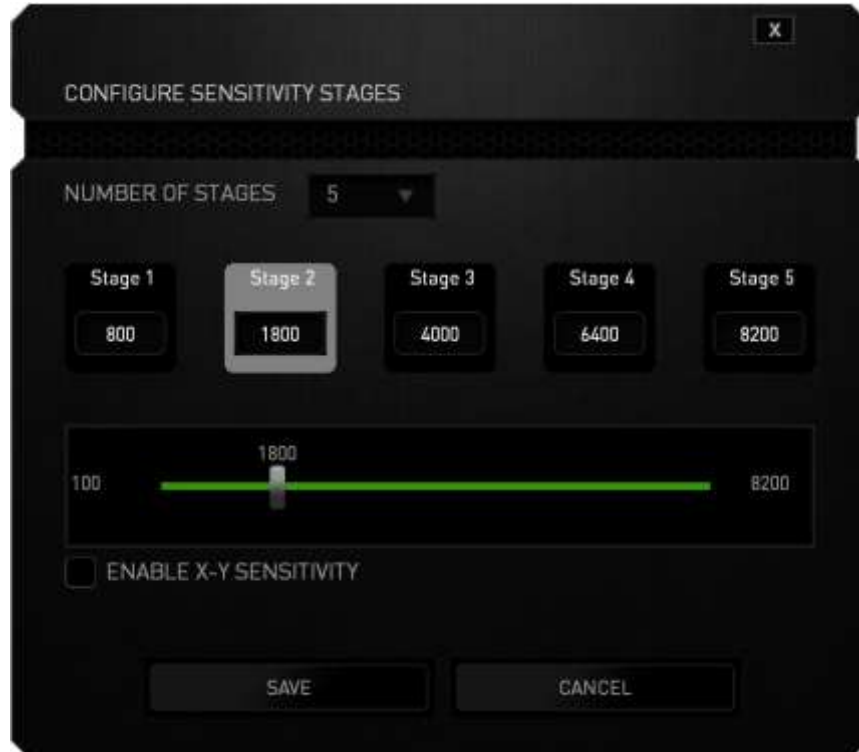 X
CONFIGURE SENSITIVITY STAGES
NUMBER OF STAGES 5
Stage 1 Stage 2 Stage 3 Stage 4 Stage 5
800 1800 4000 6400 8200
1800
100 8200
ENABLE X-Y SENSITIVITY
SAVE CANCEL